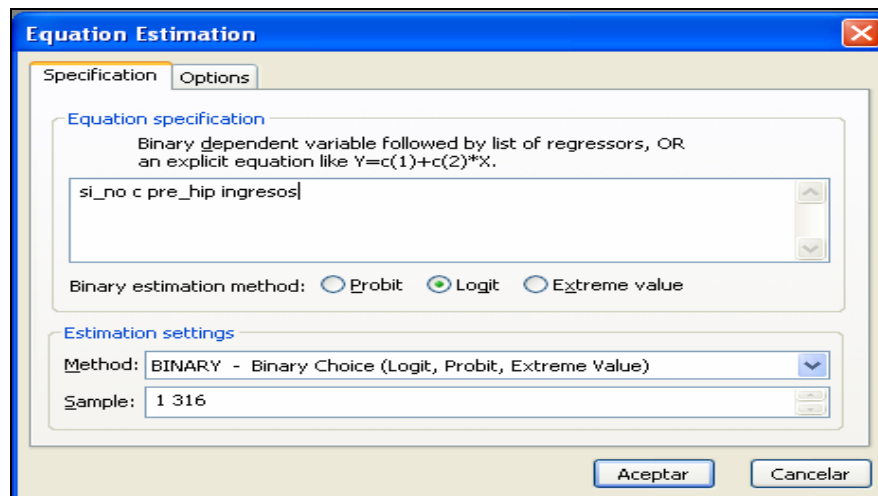 Equation Estimation
Specification
Options
Equation specification
Binary dependent variable followed by list of regressors, OR
an explicit equation like Y=c(1)+c(2)*X.
si_no c pre_hip ingresos
Binary estimation method: Probit Logit Extreme value
Estimation settings
Method: BINARY - Binary Choice (Logit, Probit, Extreme Value)
Sample: 1 316
Aceptar
Cancelar